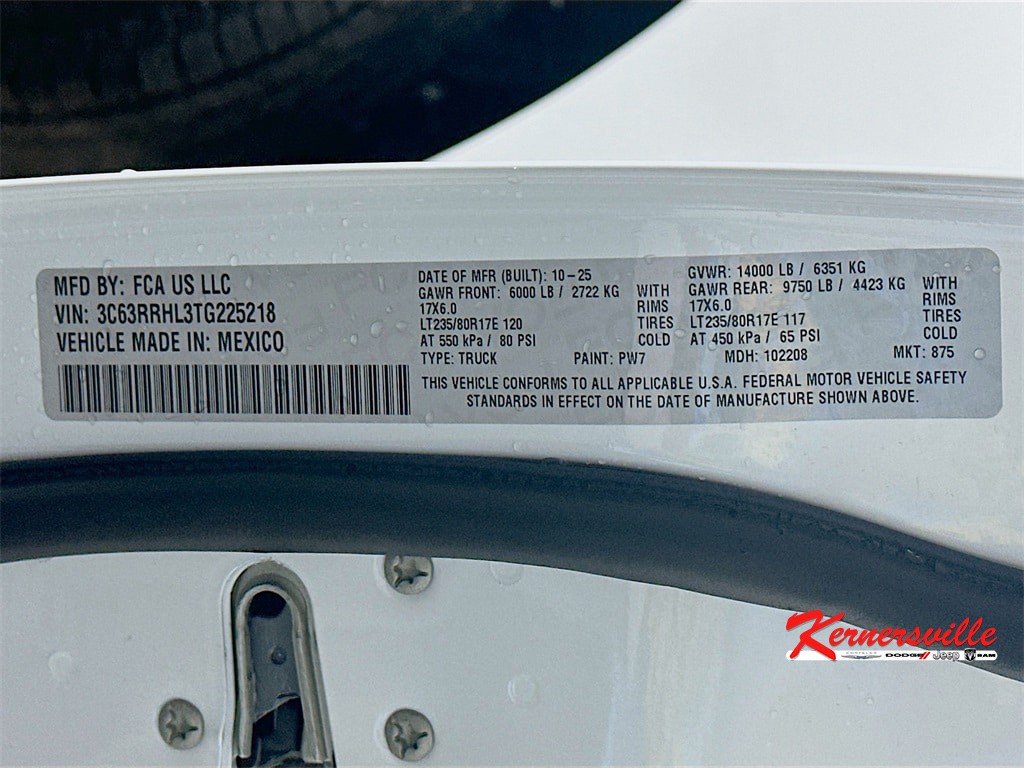 MFD BY: FCA US LLC
VIN: 3C63RRHL3TG225218
VEHICLE MADE IN: MEXICO
DATE OF MFR (BUILT): 10-25
GAWR FRONT: 6000 LB / 2722 KG WITH
17X6.0 RIMS
LT235/80R17E 120 TIRES
AT 550 kPa / 80 PSI COLD
TYPE: TRUCK PAINT: PW7
GVWR: 14000 LB / 6351 KG
GAWR REAR: 9750 LB / 4423 KG WITH
17X6.0 RIMS
LT235/80R17E 117 TIRES
AT 450 kPa / 65 PSI COLD
MDH: 102208 MKT: 875
THIS VEHICLE CONFORMS TO ALL APPLICABLE U.S.A. FEDERAL MOTOR VEHICLE SAFETY
STANDARDS IN EFFECT ON THE DATE OF MANUFACTURE SHOWN ABOVE.
Kernersville
CHRYSLER DODGE Jeep RAM